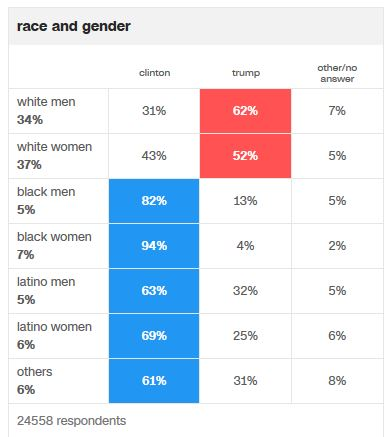 race and gender
clinton trump other/no
answer
white men
34% 31% 62% 7%
white women
37% 43% 52% 5%
black men
5% 82% 13% 5%
black women
7% 94% 4% 2%
latino men
5% 63% 32% 5%
latino women
6% 69% 25% 6%
others
6% 61% 31% 8%
24558 respondents